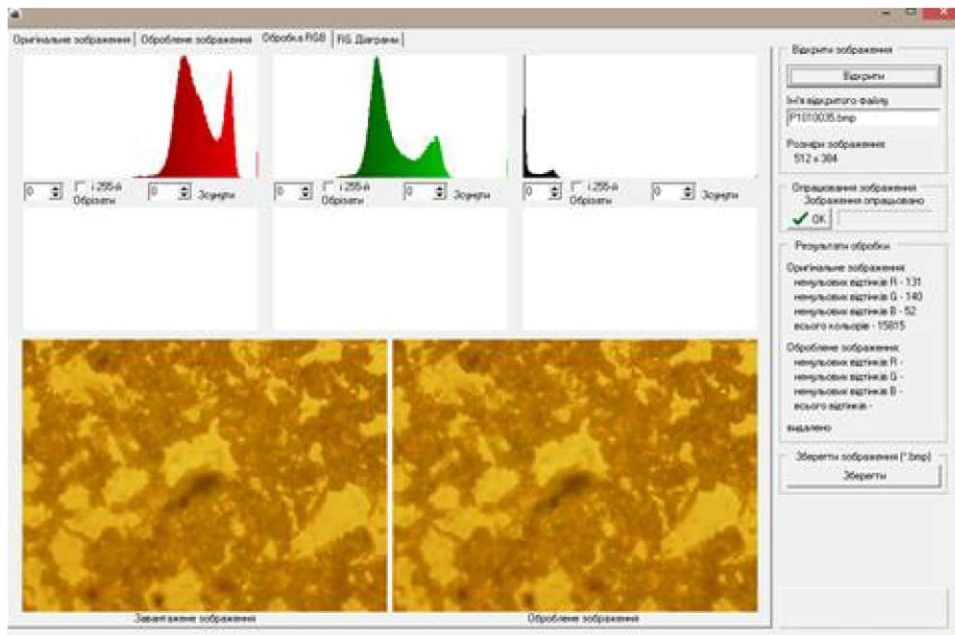 Оригінальне зображення Оброблене зображення Обробка RGB RG Діаграми
0 і 255-й Обрізати 0 Зсунути
0 і 255-й Обрізати 0 Зсунути
0 і 255-й Обрізати 0 Зсунути
Завантажене зображення
Оброблене зображення
Відкрити зображення
Відкрити
Ім'я відкритого файлу
P1010035.bmp
Розміри зображення:
512 x 384
Опрацювання зображення
Зображення опрацьовано
OK
Результати обробки
Оригінальне зображення:
ненульових відтінків R - 131
ненульових відтінків G - 140
ненульових відтінків B - 52
всього кольорів - 15815
Оброблене зображення:
ненульових відтінків R -
ненульових відтінків G -
ненульових відтінків B -
всього відтінків -
видалено
Зберегти зображення (*.bmp)
Зберегти